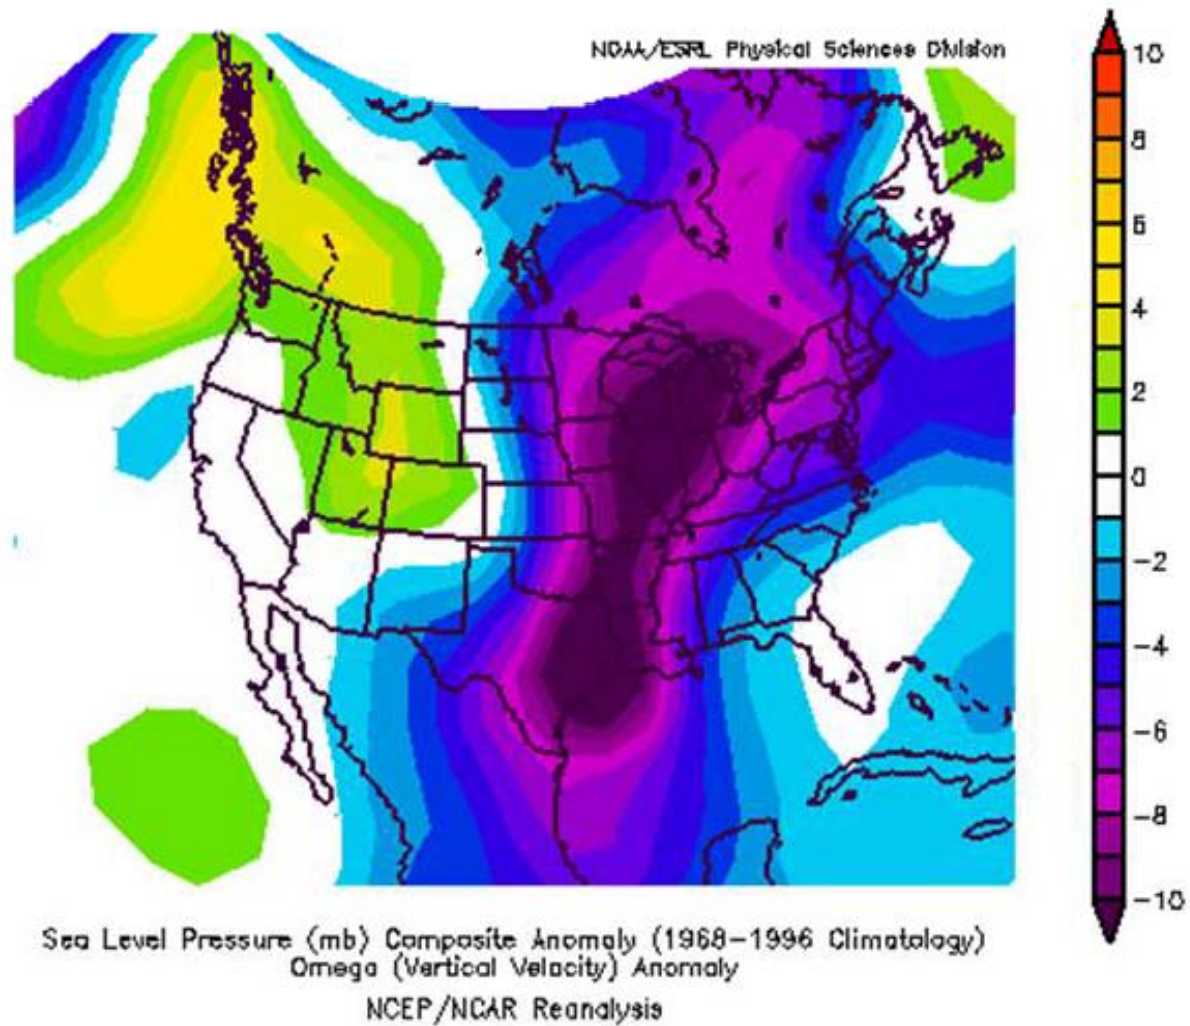 NOAA/ESRL Physical Sciences Division
10
8
6
4
2
0
-2
-4
-6
-8
-10
Sea Level Pressure (mb) Composite Anomaly (1968-1996 Climatology)
Omega (Vertical Velocity) Anomaly
NCEP/NCAR Reanalysis